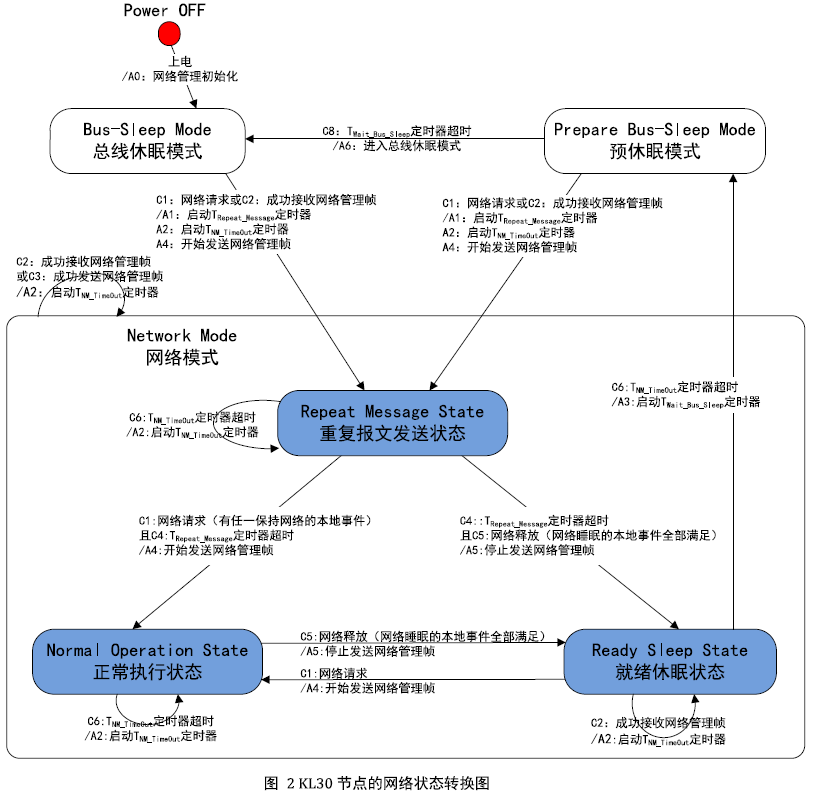 Power OFF
上电
/A0: 网络管理初始化
Bus-Sleep Mode
总线休眠模式
C8: TWait_Bus_Sleep定时器超时
/A6: 进入总线休眠模式
Prepare Bus-Sleep Mode
预休眠模式
C1: 网络请求或C2: 成功接收网络管理帧
/A1: 启动TRepeat_Message定时器
A2: 启动TNM_TimeOut定时器
A4: 开始发送网络管理帧
C1: 网络请求或C2: 成功接收网络管理帧
/A1: 启动TRepeat_Message定时器
A2: 启动TNM_TimeOut定时器
A4: 开始发送网络管理帧
C2: 成功接收网络管理帧
或C3: 成功发送网络管理帧
/A2: 启动TNM_TimeOut定时器
Network Mode
网络模式
C6:TNM_TimeOut定时器超时
/A3:启动TWait_Bus_Sleep定时器
Repeat Message State
重复报文发送状态
C6:TNM_TimeOut定时器超时
/A2:启动TNM_TimeOut定时器
C1:网络请求（有任一保持网络的本地事件）
且C4:TRepeat_Message定时器超时
/A4:开始发送网络管理帧
C4::TRepeat_Message定时器超时
且C5:网络释放（网络睡眠的本地事件全部满足）
/A5:停止发送网络管理帧
Normal Operation State
正常执行状态
C5:网络释放（网络睡眠的本地事件全部满足）
/A5:停止发送网络管理帧
C1:网络请求
/A4:开始发送网络管理帧
Ready Sleep State
就绪休眠状态
C6:TNM_TimeOut定时器超时
/A2:启动TNM_TimeOut定时器
C2: 成功接收网络管理帧
/A2:启动TNM_TimeOut定时器
图 2 KL30 节点的网络状态转换图